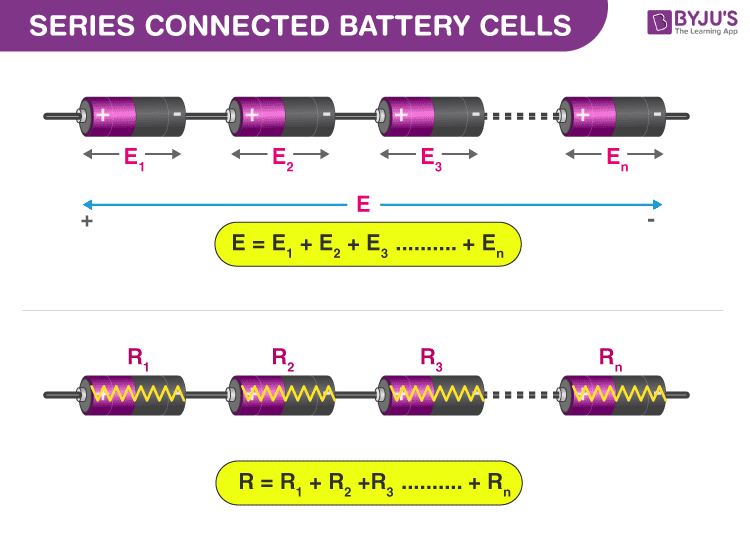 SERIES CONNECTED BATTERY CELLS
BYJU'S
The Learning App
+ - + - + - + -
E1 E2 E3 En
E
+ -
E = E1 + E2 + E3 .......... + En
R1 R2 R3 Rn
+ - + - + - + -
R = R1 + R2 +R3 .......... + Rn